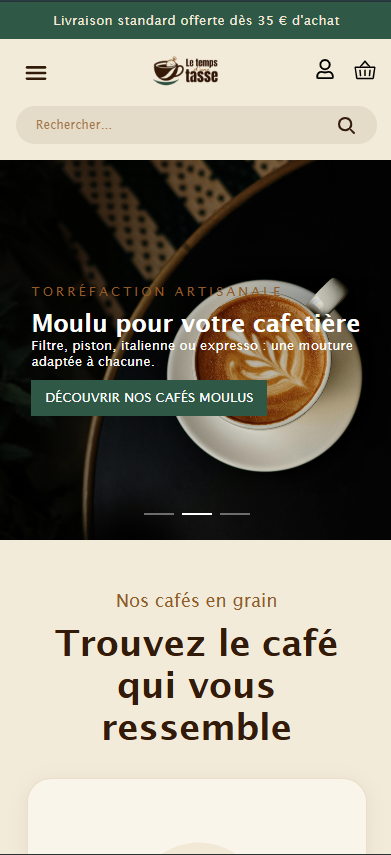 Livraison standard offerte dès 35 € d'achat
Le temps
d'une
tasse
Rechercher...
TORRÉFACTION ARTISANALE
Moulu pour votre cafetière
Filtre, piston, italienne ou expresso : une mouture
adaptée à chacune.
DÉCOUVRIR NOS CAFÉS MOULUS
Nos cafés en grain
Trouvez le café
qui vous
ressemble